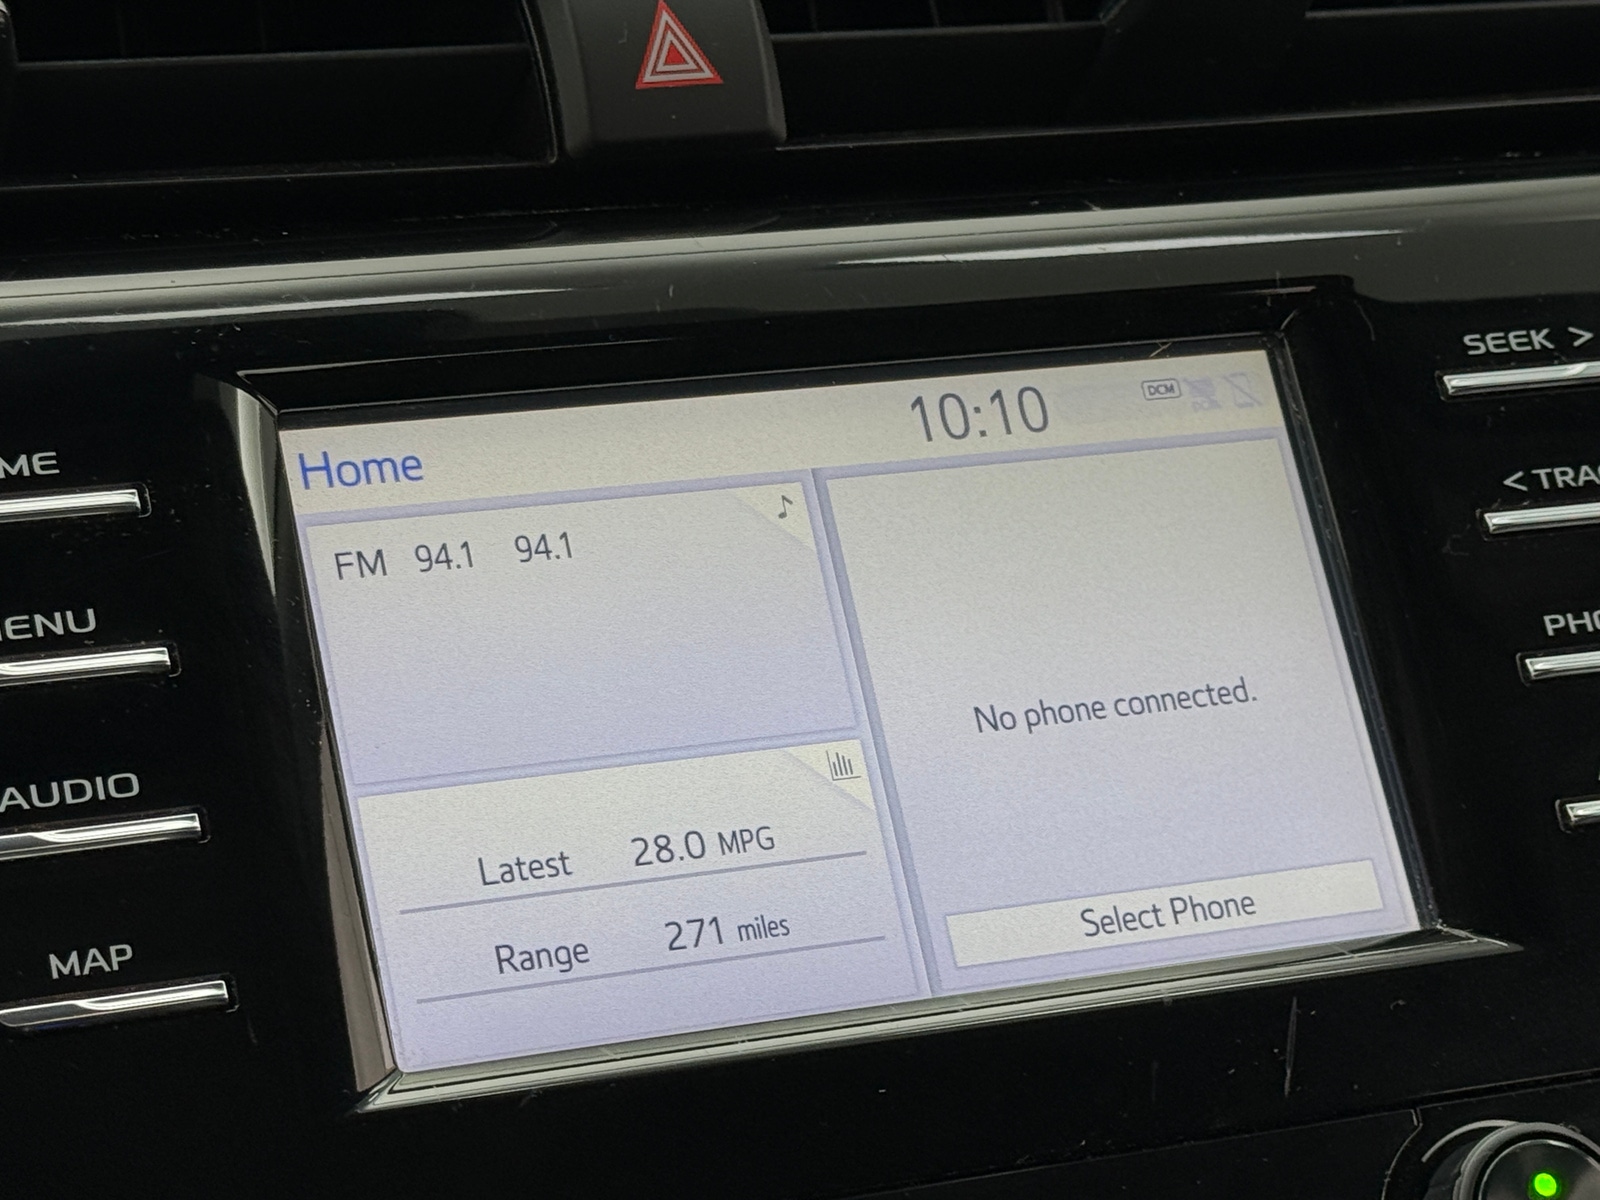 SEEK >
10:10
DCM
Home
ME
< TRA
FM 94.1 94.1
ENU
PHO
No phone connected.
AUDIO
Latest 28.0 MPG
Range 271 miles
Select Phone
MAP